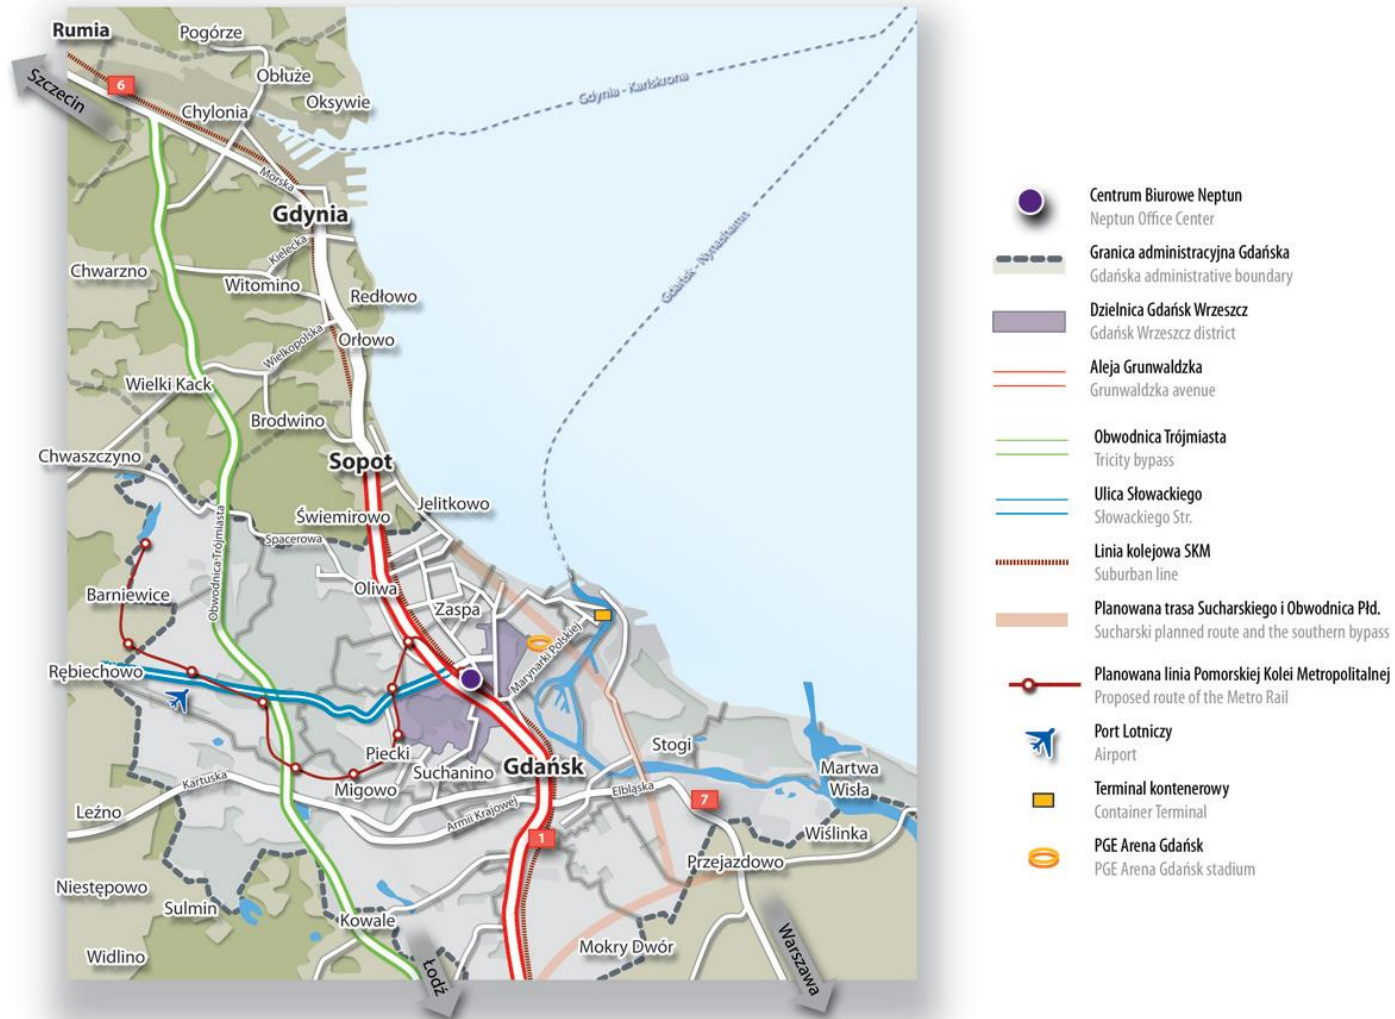 Rumia
Pogórze
Szczecin
6
Obłuże
Oksywie
Chylonia
Gdynia - Karlskrona
Morska
Gdynia
Kielecka
Chwarzno
Witomino
Redłowo
Gdańsk - Nynashamn
Wielkopolska
Orłowo
Wielki Kack
Brodwino
Chwaszczyno
Sopot
Jelitkowo
Świemirowo
Spacerowa
Obwodnica Trójmiasta
Oliwa
Barniewice
Zaspa
Marynarki Polskiej
Rębiechowo
Piecki
Stogi
Suchanino
Gdańsk
Martwa
Wisła
Kartuska
Migowo
Elbląska
7
Leźno
Armii Krajowej
1
Wiślinka
Przejazdowo
Niestępowo
Sulmin
Kowale
Mokry Dwór
Widlino
Łodź
Warszawa
Centrum Biurowe Neptun
Neptun Office Center
Granica administracyjna Gdańska
Gdańska administrative boundary
Dzielnica Gdańsk Wrzeszcz
Gdańsk Wrzeszcz district
Aleja Grunwaldzka
Grunwaldzka avenue
Obwodnica Trójmiasta
Tricity bypass
Ulica Słowackiego
Słowackiego Str.
Linia kolejowa SKM
Suburban line
Planowana trasa Sucharskiego i Obwodnica Płd.
Sucharski planned route and the southern bypass
Planowana linia Pomorskiej Kolei Metropolitalnej
Proposed route of the Metro Rail
Port Lotniczy
Airport
Terminal kontenerowy
Container Terminal
PGE Arena Gdańsk
PGE Arena Gdańsk stadium